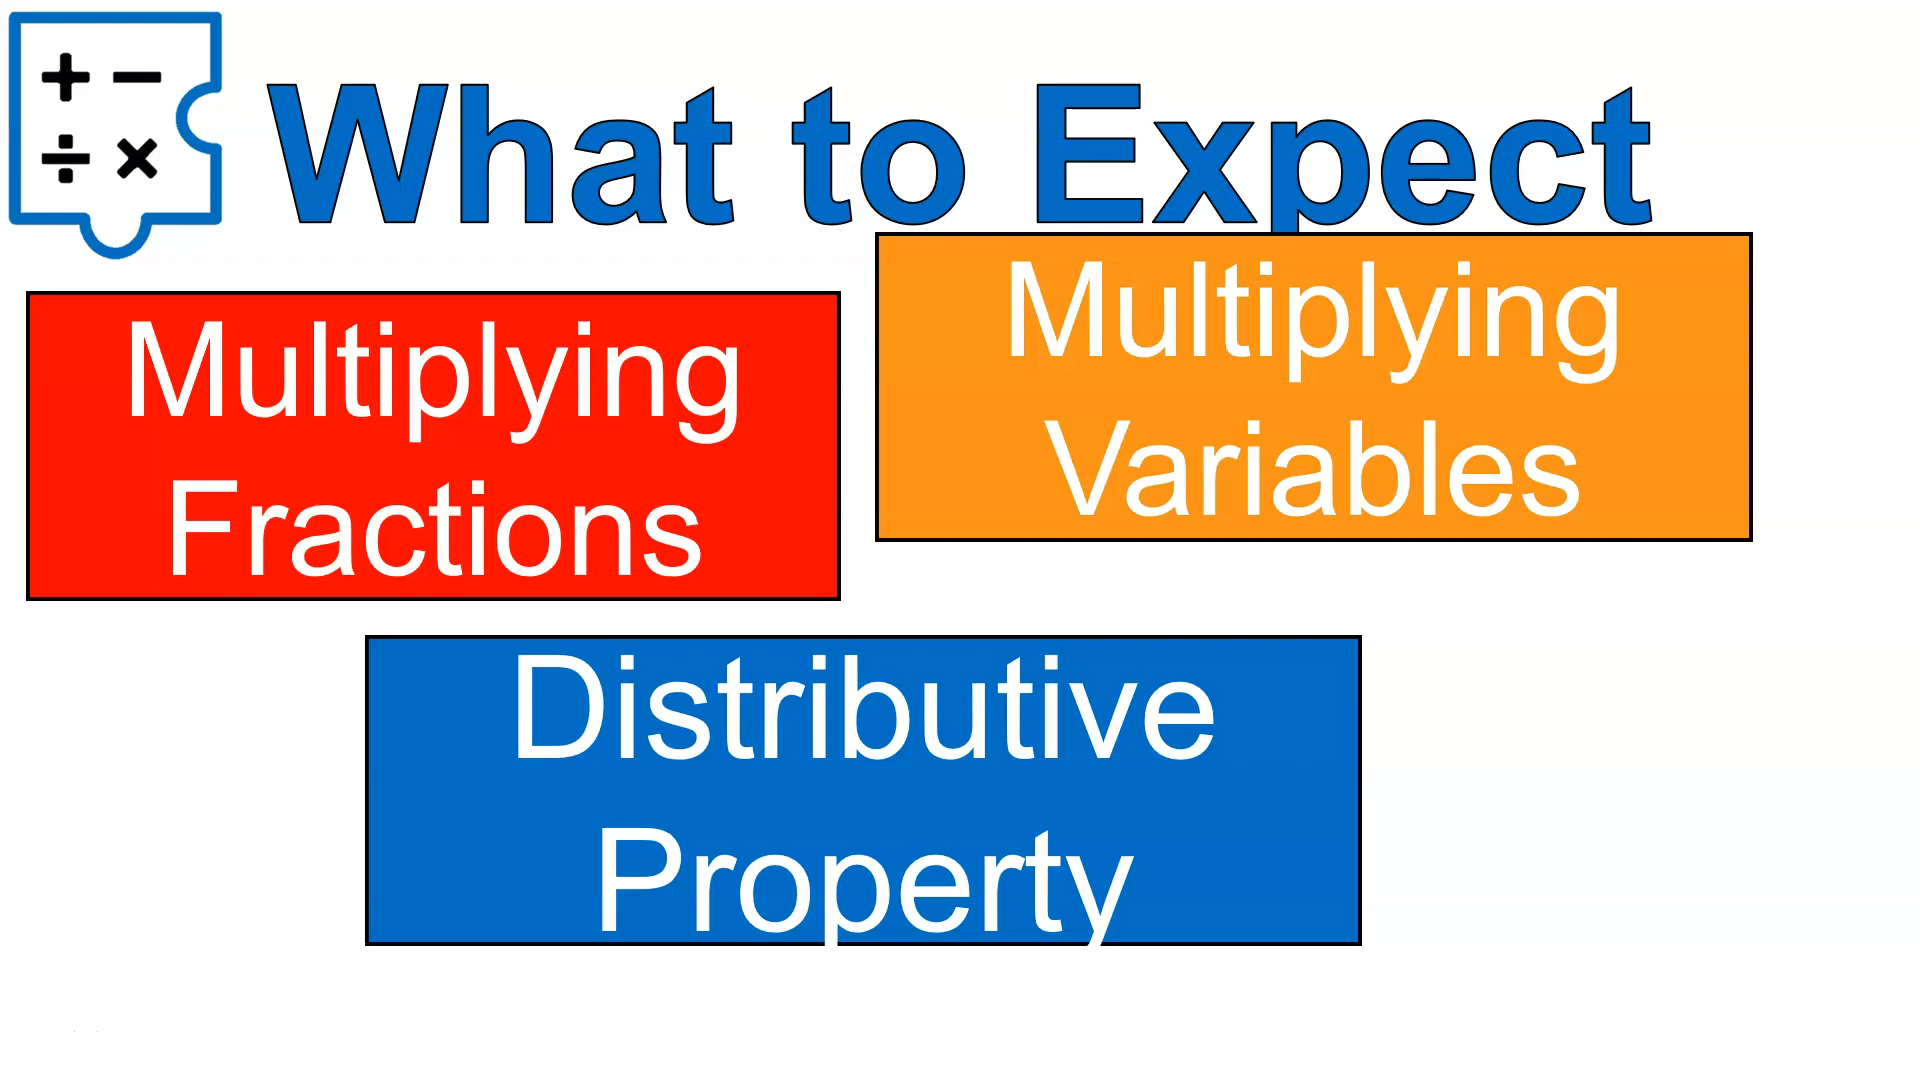 + −
÷ ×
What to Expect
Multiplying
Fractions
Multiplying
Variables
Distributive
Property